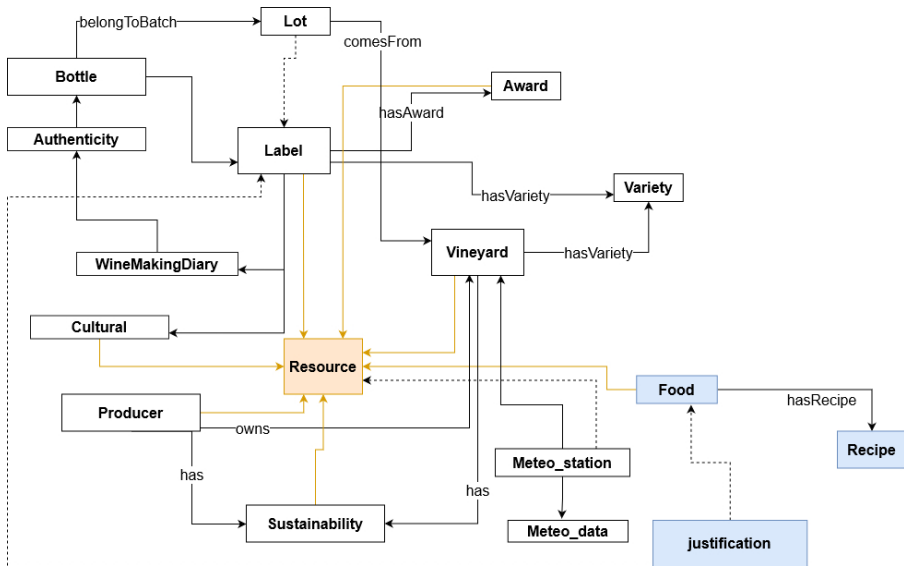 belongToBatch
Lot
comesFrom
Bottle
Award
hasAward
Authenticity
Label
Variety
hasVariety
Vineyard
hasVariety
WineMakingDiary
Cultural
Resource
Food
hasRecipe
Producer
owns
Recipe
Meteo_station
has
has
Sustainability
Meteo_data
justification